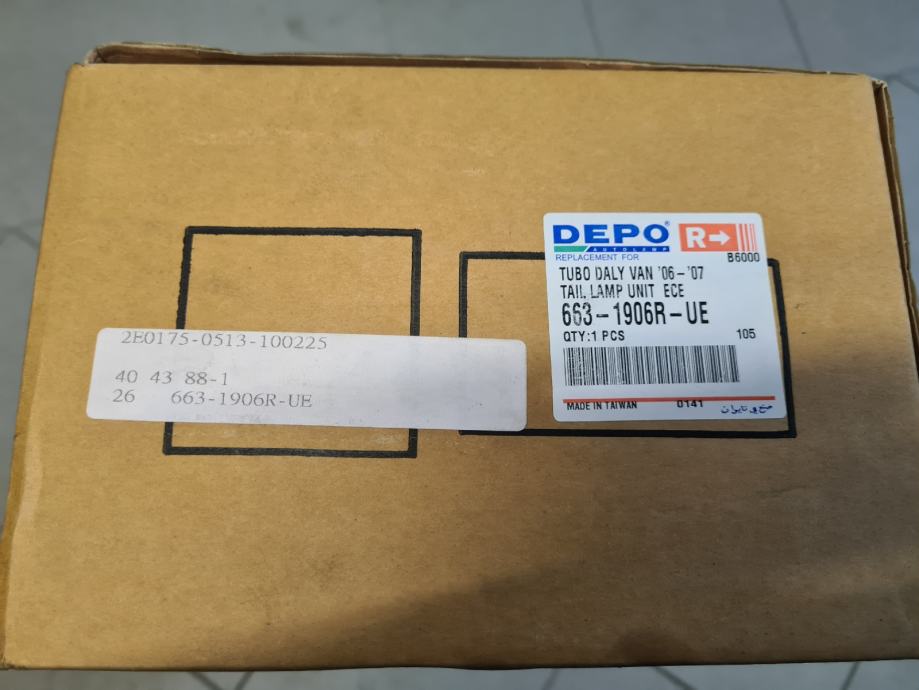 2E0175-0513-100225
40 43 88-1
26 663-1906R-UE
DEPO®
AUTOLAMP
R→
REPLACEMENT FOR
B6000
TUBO DALY VAN '06-'07
TAIL LAMP UNIT ECE
663-1906R-UE
QTY:1 PCS 105
MADE IN TAIWAN 0141